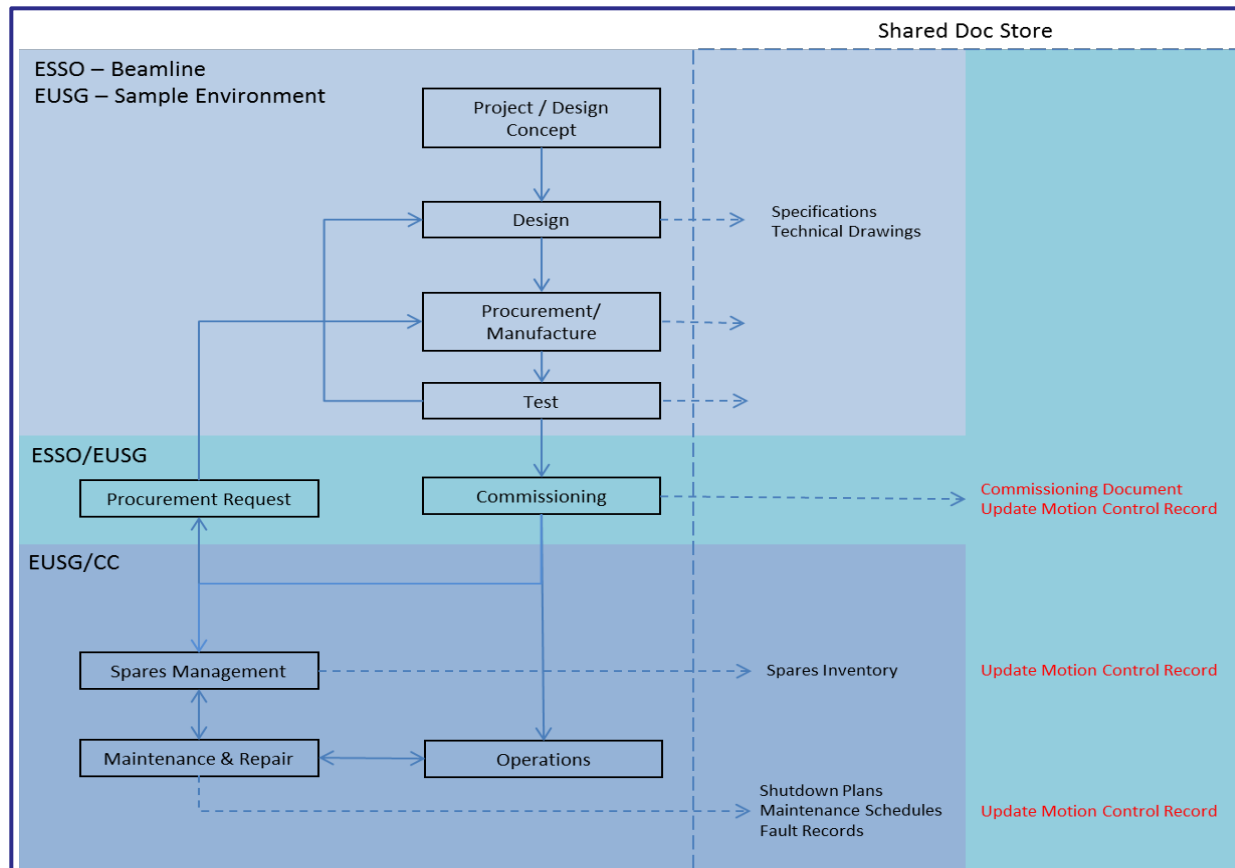 Shared Doc Store
ESSO – Beamline
EUSG – Sample Environment
Project / Design
Concept
Design
Specifications
Technical Drawings
Procurement/
Manufacture
Test
ESSO/EUSG
Procurement Request
Commissioning
Commissioning Document
Update Motion Control Record
EUSG/CC
Spares Management
Spares Inventory
Update Motion Control Record
Maintenance & Repair
Operations
Shutdown Plans
Maintenance Schedules
Fault Records
Update Motion Control Record